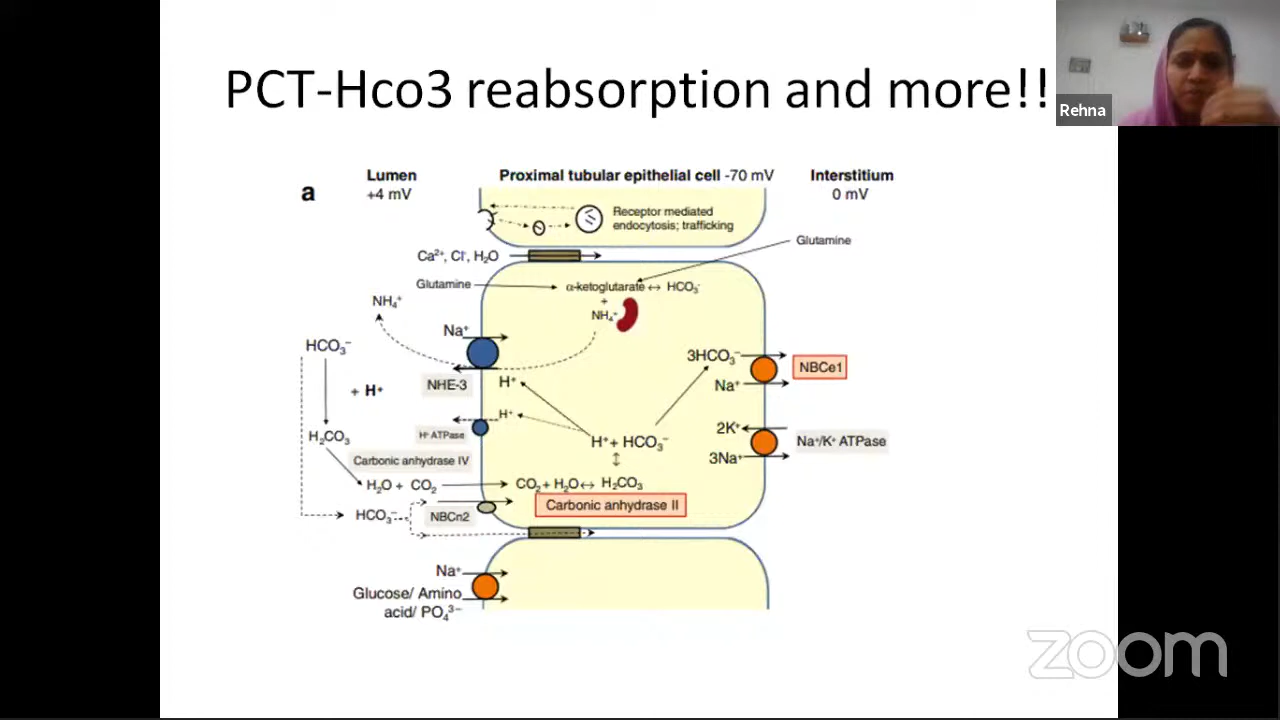 PCT-Hco3 reabsorption and more!!
Rehna
a
Lumen
+4 mV
Proximal tubular epithelial cell -70 mV
Interstitium
0 mV
Receptor mediated
endocytosis; trafficking
Glutamine
Ca²⁺, Cl⁻, H₂O
Glutamine
α-ketoglutarate ↔ HCO₃⁻
+
NH₄⁺
NH₄⁺
Na⁺
HCO₃⁻
3HCO₃⁻
NBCe1
NHE-3
H⁺
Na⁺
+ H⁺
H⁺
2K⁺
H⁺ ATPase
H₂CO₃
H⁺ + HCO₃⁻
Na⁺/K⁺ ATPase
3Na⁺
Carbonic anhydrase IV
↕
H₂O + CO₂
CO₂ + H₂O ↔ H₂CO₃
Carbonic anhydrase II
HCO₃⁻
NBCn2
Na⁺
Glucose/ Amino
acid/ PO₄³⁻
zoom